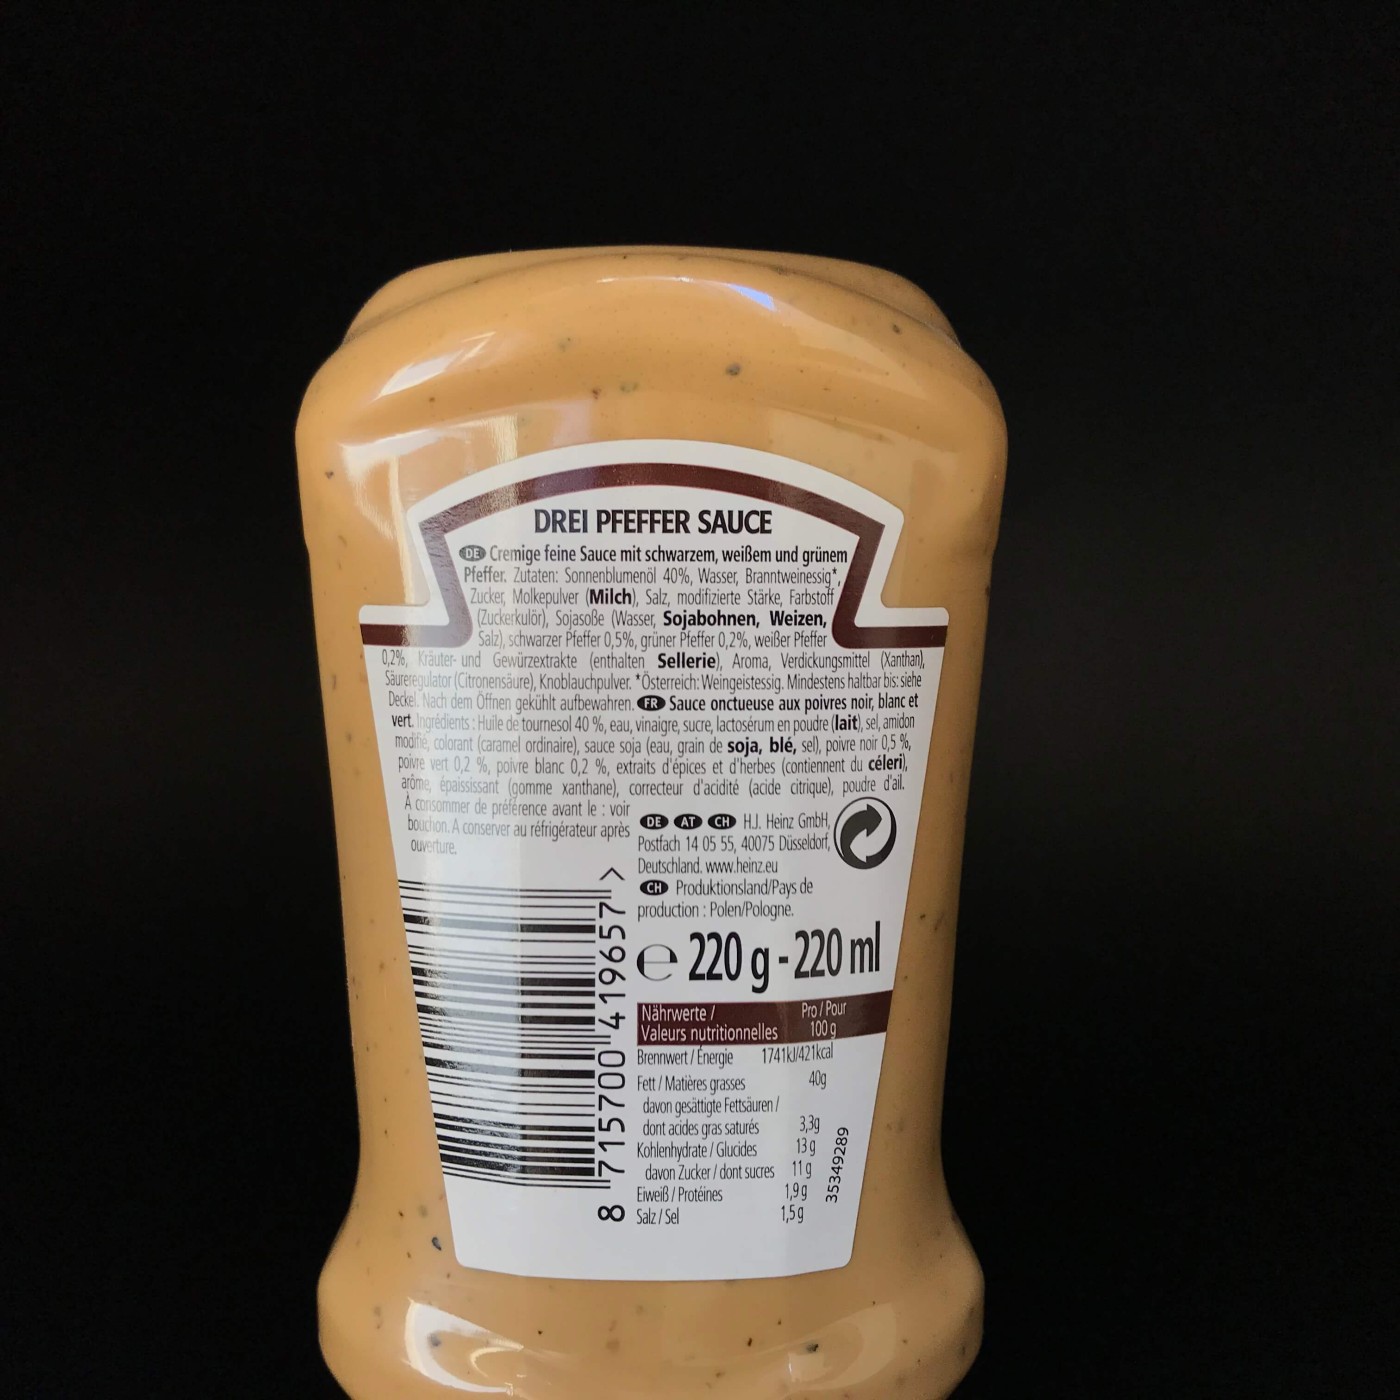 DREI PFEFFER SAUCE
DE Cremige feine Sauce mit schwarzem, weißem und grünem
Pfeffer. Zutaten: Sonnenblumenöl 40%, Wasser, Branntweinessig*,
Zucker, Molkepulver (Milch), Salz, modifizierte Stärke, Farbstoff
(Zuckerkulör), Sojasoße (Wasser, Sojabohnen, Weizen,
Salz), schwarzer Pfeffer 0,5%, grüner Pfeffer 0,2%, weißer Pfeffer
0,2%, Kräuter- und Gewürzextrakte (enthalten Sellerie), Aroma, Verdickungsmittel (Xanthan),
Säureregulator (Citronensäure), Knoblauchpulver. *Österreich: Weingeistessig. Mindestens haltbar bis: siehe
Deckel. Nach dem Öffnen gekühlt aufbewahren. FR Sauce onctueuse aux poivres noir, blanc et
vert. Ingrédients : Huile de tournesol 40 %, eau, vinaigre, sucre, lactosérum en poudre (lait), sel, amidon
modifié, colorant (caramel ordinaire), sauce soja (eau, grain de soja, blé, sel), poivre noir 0,5 %,
poivre vert 0,2 %, poivre blanc 0,2 %, extraits d'épices et d'herbes (contiennent du céleri),
arôme, épaississant (gomme xanthane), correcteur d'acidité (acide citrique), poudre d'ail.
À consommer de préférence avant le : voir
bouchon. A conserver au réfrigérateur après
ouverture.
DE AT CH H.J. Heinz GmbH,
Postfach 14 05 55, 40075 Düsseldorf,
Deutschland. www.heinz.eu
CH Produktionsland/Pays de
production : Polen/Pologne.
e 220 g - 220 ml
8 715700 419657 >
Nährwerte / Pro / Pour
Valeurs nutritionnelles 100 g
Brennwert / Énergie 1741kJ/421kcal
Fett / Matières grasses 40g
davon gesättigte Fettsäuren /
dont acides gras saturés 3,3g
Kohlenhydrate / Glucides 13 g
davon Zucker / dont sucres 11 g
Eiweiß / Protéines 1,9 g
Salz / Sel 1,5 g
35349289